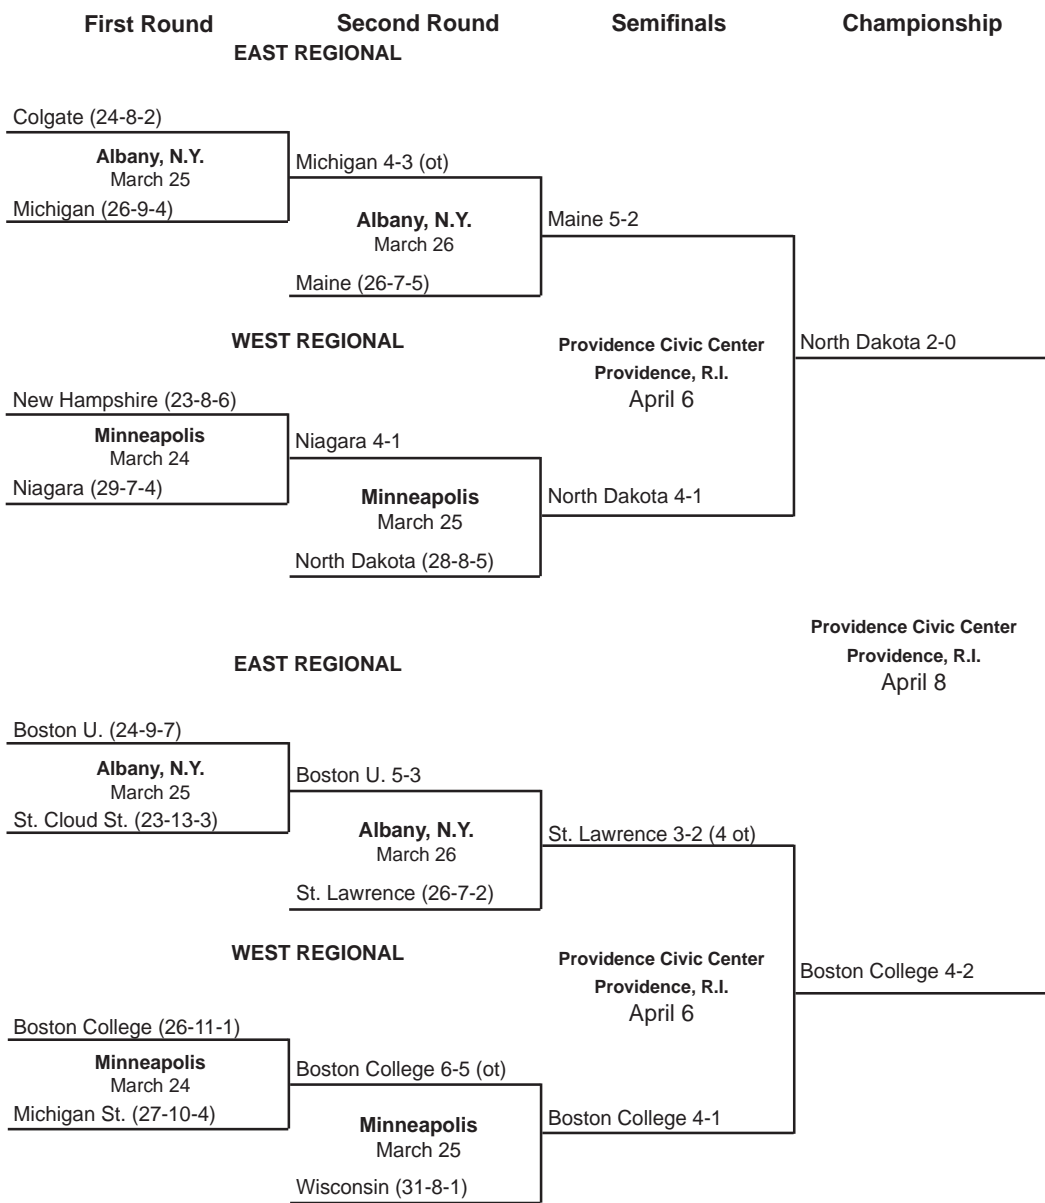 First Round Second Round Semifinals Championship
EAST REGIONAL
Colgate (24-8-2)
Albany, N.Y.
March 25
Michigan (26-9-4)
Michigan 4-3 (ot)
Albany, N.Y.
March 26
Maine (26-7-5)
Maine 5-2
WEST REGIONAL
New Hampshire (23-8-6)
Minneapolis
March 24
Niagara (29-7-4)
Niagara 4-1
Minneapolis
March 25
North Dakota (28-8-5)
North Dakota 4-1
Providence Civic Center
Providence, R.I.
April 6
North Dakota 2-0
Providence Civic Center
Providence, R.I.
April 8
EAST REGIONAL
Boston U. (24-9-7)
Albany, N.Y.
March 25
St. Cloud St. (23-13-3)
Boston U. 5-3
Albany, N.Y.
March 26
St. Lawrence (26-7-2)
St. Lawrence 3-2 (4 ot)
WEST REGIONAL
Boston College (26-11-1)
Minneapolis
March 24
Michigan St. (27-10-4)
Boston College 6-5 (ot)
Minneapolis
March 25
Wisconsin (31-8-1)
Boston College 4-1
Providence Civic Center
Providence, R.I.
April 6
Boston College 4-2